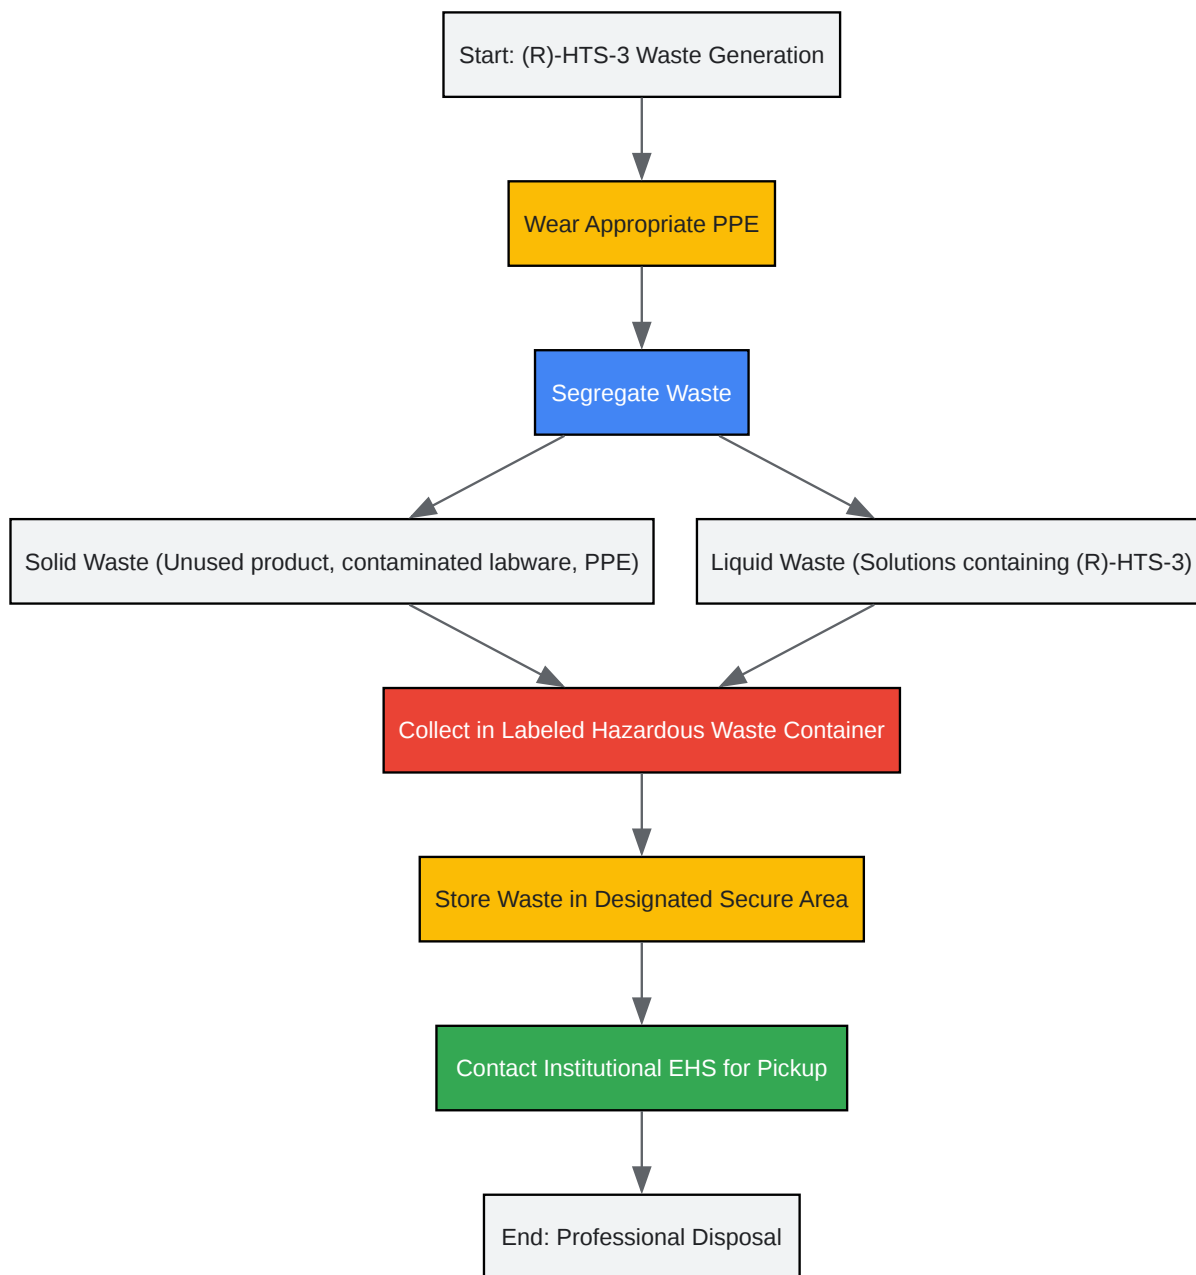 Start: (R)-HTS-3 Waste Generation
Wear Appropriate PPE
Segregate Waste
Solid Waste (Unused product, contaminated labware, PPE)
Liquid Waste (Solutions containing (R)-HTS-3)
Collect in Labeled Hazardous Waste Container
Store Waste in Designated Secure Area
Contact Institutional EHS for Pickup
End: Professional Disposal